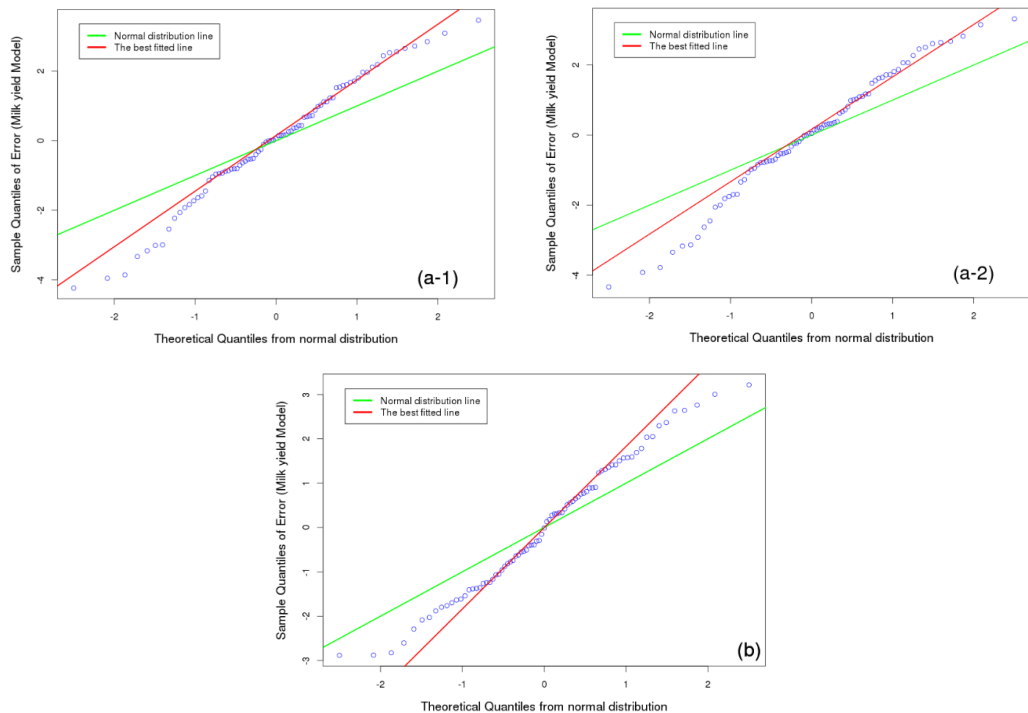 Normal distribution line
The best fitted line
Sample Quantiles of Error (Milk yield Model)
2
0
-2
-4
(a-1)
-2
-1
0
1
2
Theoretical Quantiles from normal distribution
Normal distribution line
The best fitted line
Sample Quantiles of Error (Milk yield Model)
2
0
-2
-4
(a-2)
-2
-1
0
1
2
Theoretical Quantiles from normal distribution
Normal distribution line
The best fitted line
Sample Quantiles of Error (Milk yield Model)
3
2
1
0
-1
-2
-3
(b)
-2
-1
0
1
2
Theoretical Quantiles from normal distribution